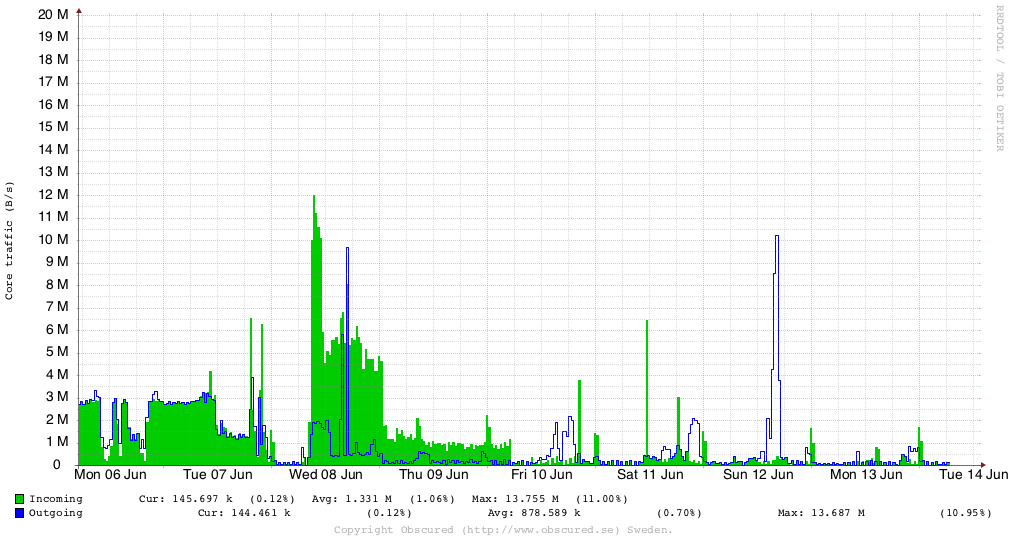 20 M
19 M
18 M
17 M
16 M
15 M
14 M
13 M
12 M
11 M
10 M
9 M
8 M
7 M
6 M
5 M
4 M
3 M
2 M
1 M
0
Core traffic (B/s)
RRDTOOL / TOBI OETIKER
Mon 06 Jun Tue 07 Jun Wed 08 Jun Thu 09 Jun Fri 10 Jun Sat 11 Jun Sun 12 Jun Mon 13 Jun Tue 14 Jun
Incoming Cur: 145.697 k (0.12%) Avg: 1.331 M (1.06%) Max: 13.755 M (11.00%)
Outgoing Cur: 144.461 k (0.12%) Avg: 878.589 k (0.70%) Max: 13.687 M (10.95%)
Copyright Obscured (http://www.obscured.se) Sweden.